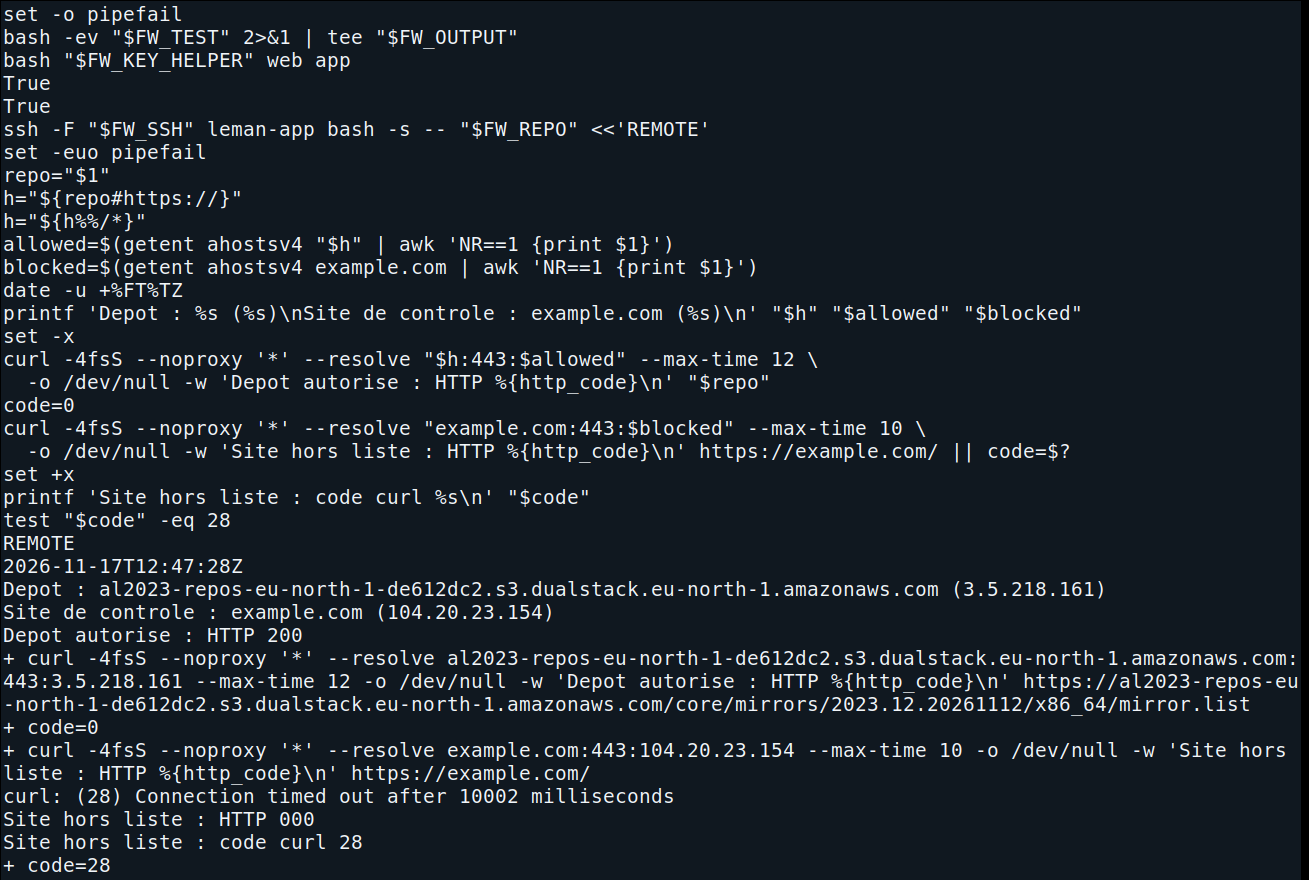 set -o pipefail
bash -ev "$FW_TEST" 2>&1 | tee "$FW_OUTPUT"
bash "$FW_KEY_HELPER" web app
True
True
ssh -F "$FW_SSH" leman-app bash -s -- "$FW_REPO" <<'REMOTE'
set -euo pipefail
repo="$1"
h="${repo#https://}"
h="${h%%/*}"
allowed=$(getent ahostsv4 "$h" | awk 'NR==1 {print $1}')
blocked=$(getent ahostsv4 example.com | awk 'NR==1 {print $1}')
date -u +%FT%TZ
printf 'Depot : %s (%s)\nSite de controle : example.com (%s)\n' "$h" "$allowed" "$blocked"
set -x
curl -4fsS --noproxy '*' --resolve "$h:443:$allowed" --max-time 12 \
  -o /dev/null -w 'Depot autorise : HTTP %{http_code}\n' "$repo"
code=0
curl -4fsS --noproxy '*' --resolve "example.com:443:$blocked" --max-time 10 \
  -o /dev/null -w 'Site hors liste : HTTP %{http_code}\n' https://example.com/ || code=$?
set +x
printf 'Site hors liste : code curl %s\n' "$code"
test "$code" -eq 28
REMOTE
2026-11-17T12:47:28Z
Depot : al2023-repos-eu-north-1-de612dc2.s3.dualstack.eu-north-1.amazonaws.com (3.5.218.161)
Site de controle : example.com (104.20.23.154)
Depot autorise : HTTP 200
+ curl -4fsS --noproxy '*' --resolve al2023-repos-eu-north-1-de612dc2.s3.dualstack.eu-north-1.amazonaws.com:
443:3.5.218.161 --max-time 12 -o /dev/null -w 'Depot autorise : HTTP %{http_code}\n' https://al2023-repos-eu
-north-1-de612dc2.s3.dualstack.eu-north-1.amazonaws.com/core/mirrors/2023.12.20261112/x86_64/mirror.list
+ code=0
+ curl -4fsS --noproxy '*' --resolve example.com:443:104.20.23.154 --max-time 10 -o /dev/null -w 'Site hors
liste : HTTP %{http_code}\n' https://example.com/
curl: (28) Connection timed out after 10002 milliseconds
Site hors liste : HTTP 000
Site hors liste : code curl 28
+ code=28